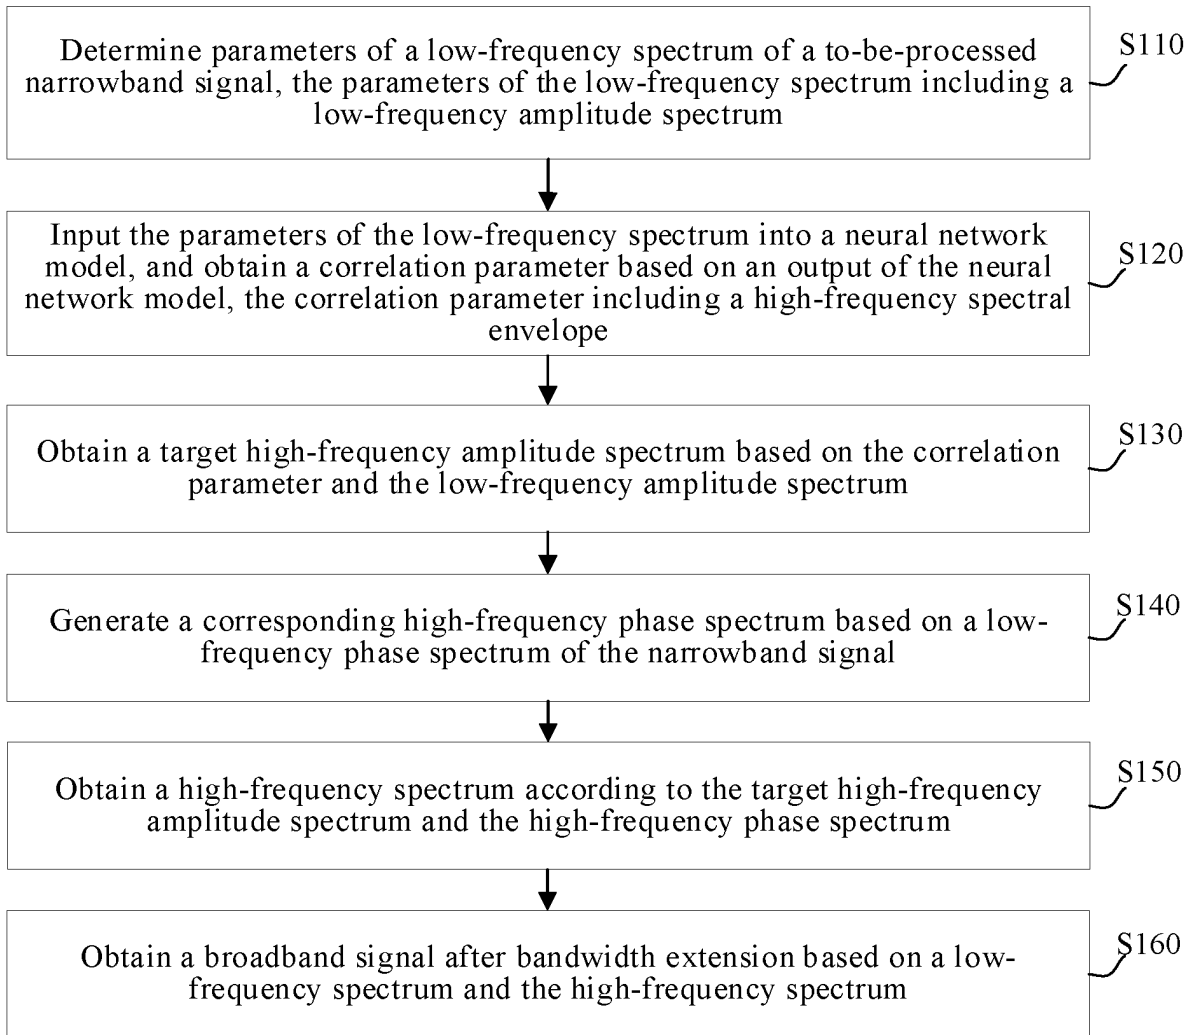 Determine parameters of a low-frequency spectrum of a to-be-processed
narrowband signal, the parameters of the low-frequency spectrum including a
low-frequency amplitude spectrum
S110
Input the parameters of the low-frequency spectrum into a neural network
model, and obtain a correlation parameter based on an output of the neural
network model, the correlation parameter including a high-frequency spectral
envelope
S120
Obtain a target high-frequency amplitude spectrum based on the correlation
parameter and the low-frequency amplitude spectrum
S130
Generate a corresponding high-frequency phase spectrum based on a low-
frequency phase spectrum of the narrowband signal
S140
Obtain a high-frequency spectrum according to the target high-frequency
amplitude spectrum and the high-frequency phase spectrum
S150
Obtain a broadband signal after bandwidth extension based on a low-
frequency spectrum and the high-frequency spectrum
S160